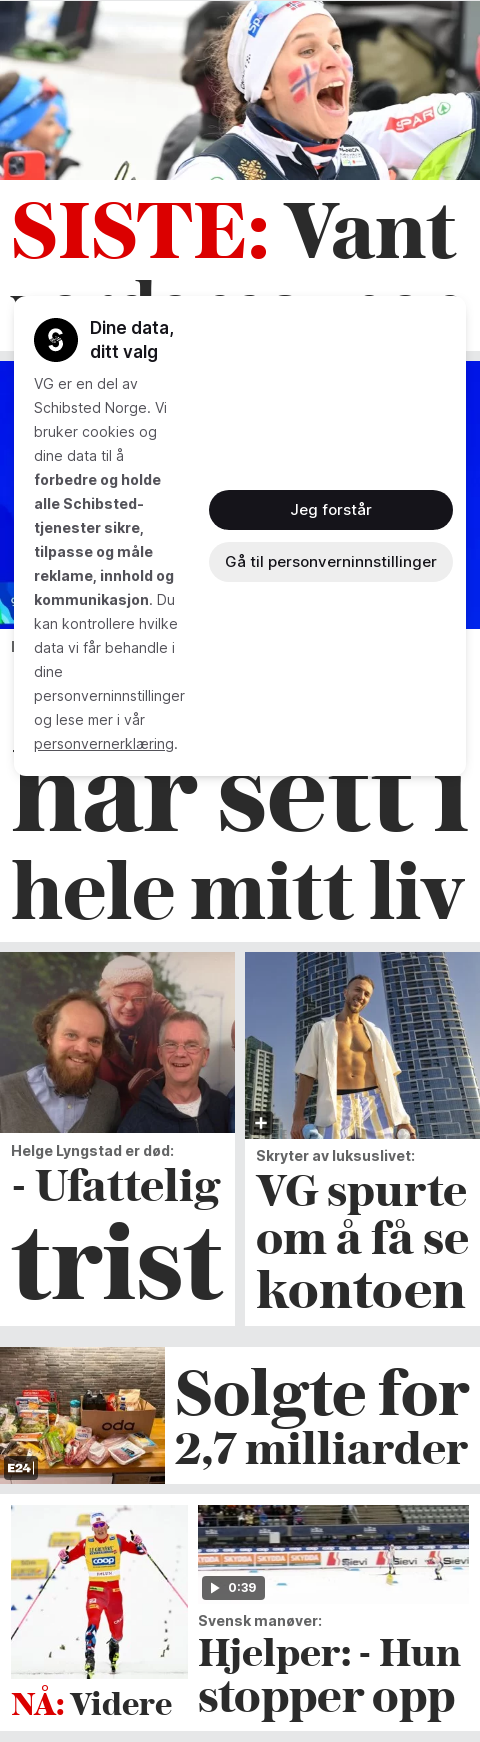 SPAR
SISTE: Vant
Dine data,
ditt valg
VG er en del av
Schibsted Norge. Vi
bruker cookies og
dine data til å
forbedre og holde
alle Schibsted-
tjenester sikre,
tilpasse og måle
reklame, innhold og
kommunikasjon. Du
kan kontrollere hvilke
data vi får behandle i
dine
personverninnstillinger
og lese mer i vår
personvernerklæring.
Jeg forstår
Gå til personverninnstillinger
har sett i
hele mitt liv
Helge Lyngstad er død:
- Ufattelig
trist
Skryter av luksuslivet:
VG spurte
om å få se
kontoen
oda
E24
Solgte for
2,7 milliarder
coop
NÅ: Videre
Sievi
Sievi
Sievi
0:39
Svensk manøver:
Hjelper: - Hun
stopper opp